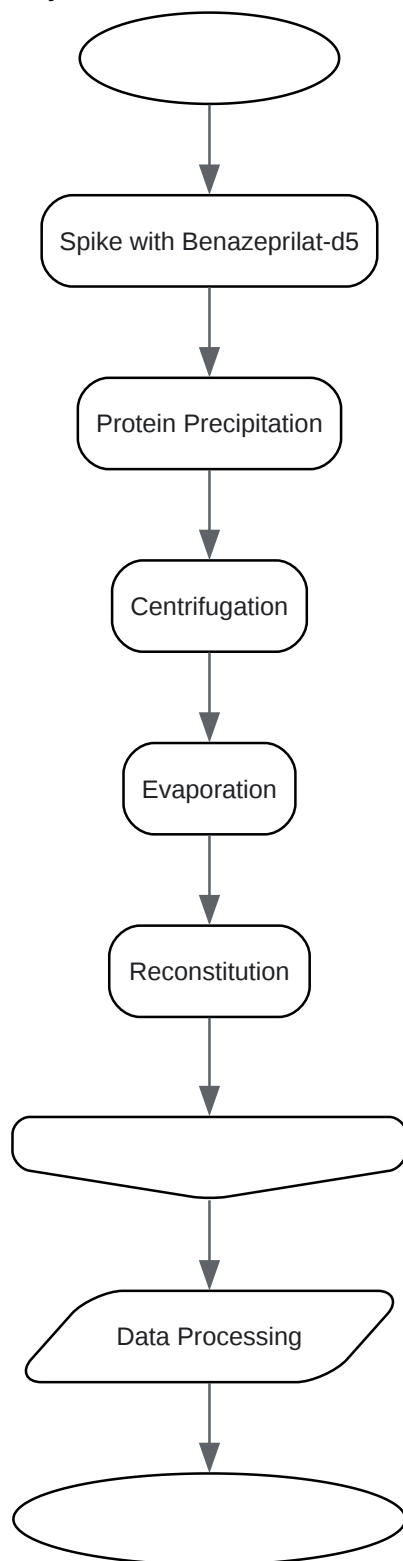 Spike with Benazeprilat-d5
Protein Precipitation
Centrifugation
Evaporation
Reconstitution
Data Processing